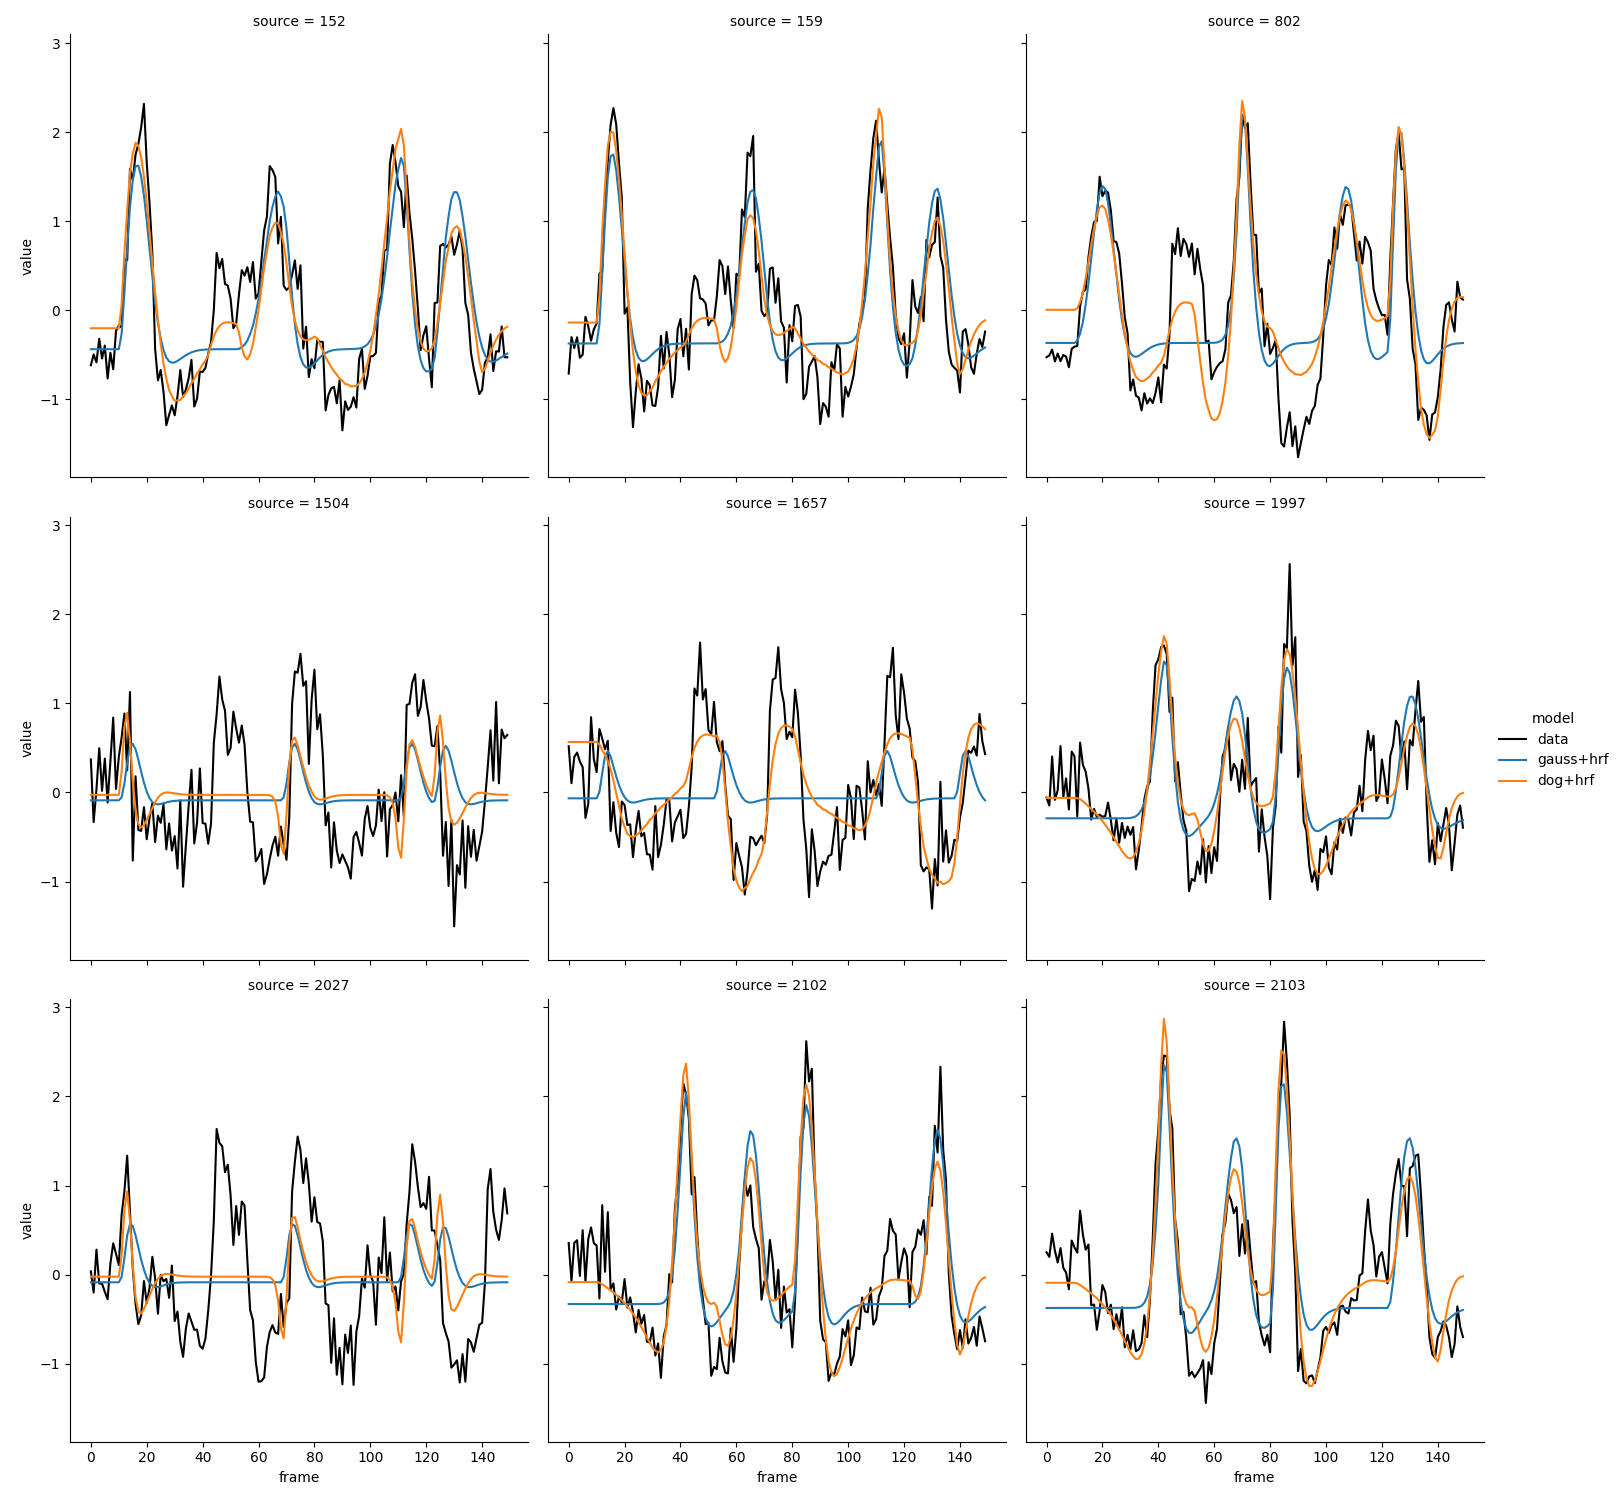 source = 152
source = 159
source = 802
3
2
1
0
−1
value
source = 1504
source = 1657
source = 1997
3
2
1
0
−1
value
model
data
gauss+hrf
dog+hrf
source = 2027
source = 2102
source = 2103
3
2
1
0
−1
value
0 20 40 60 80 100 120 140
0 20 40 60 80 100 120 140
0 20 40 60 80 100 120 140
frame
frame
frame